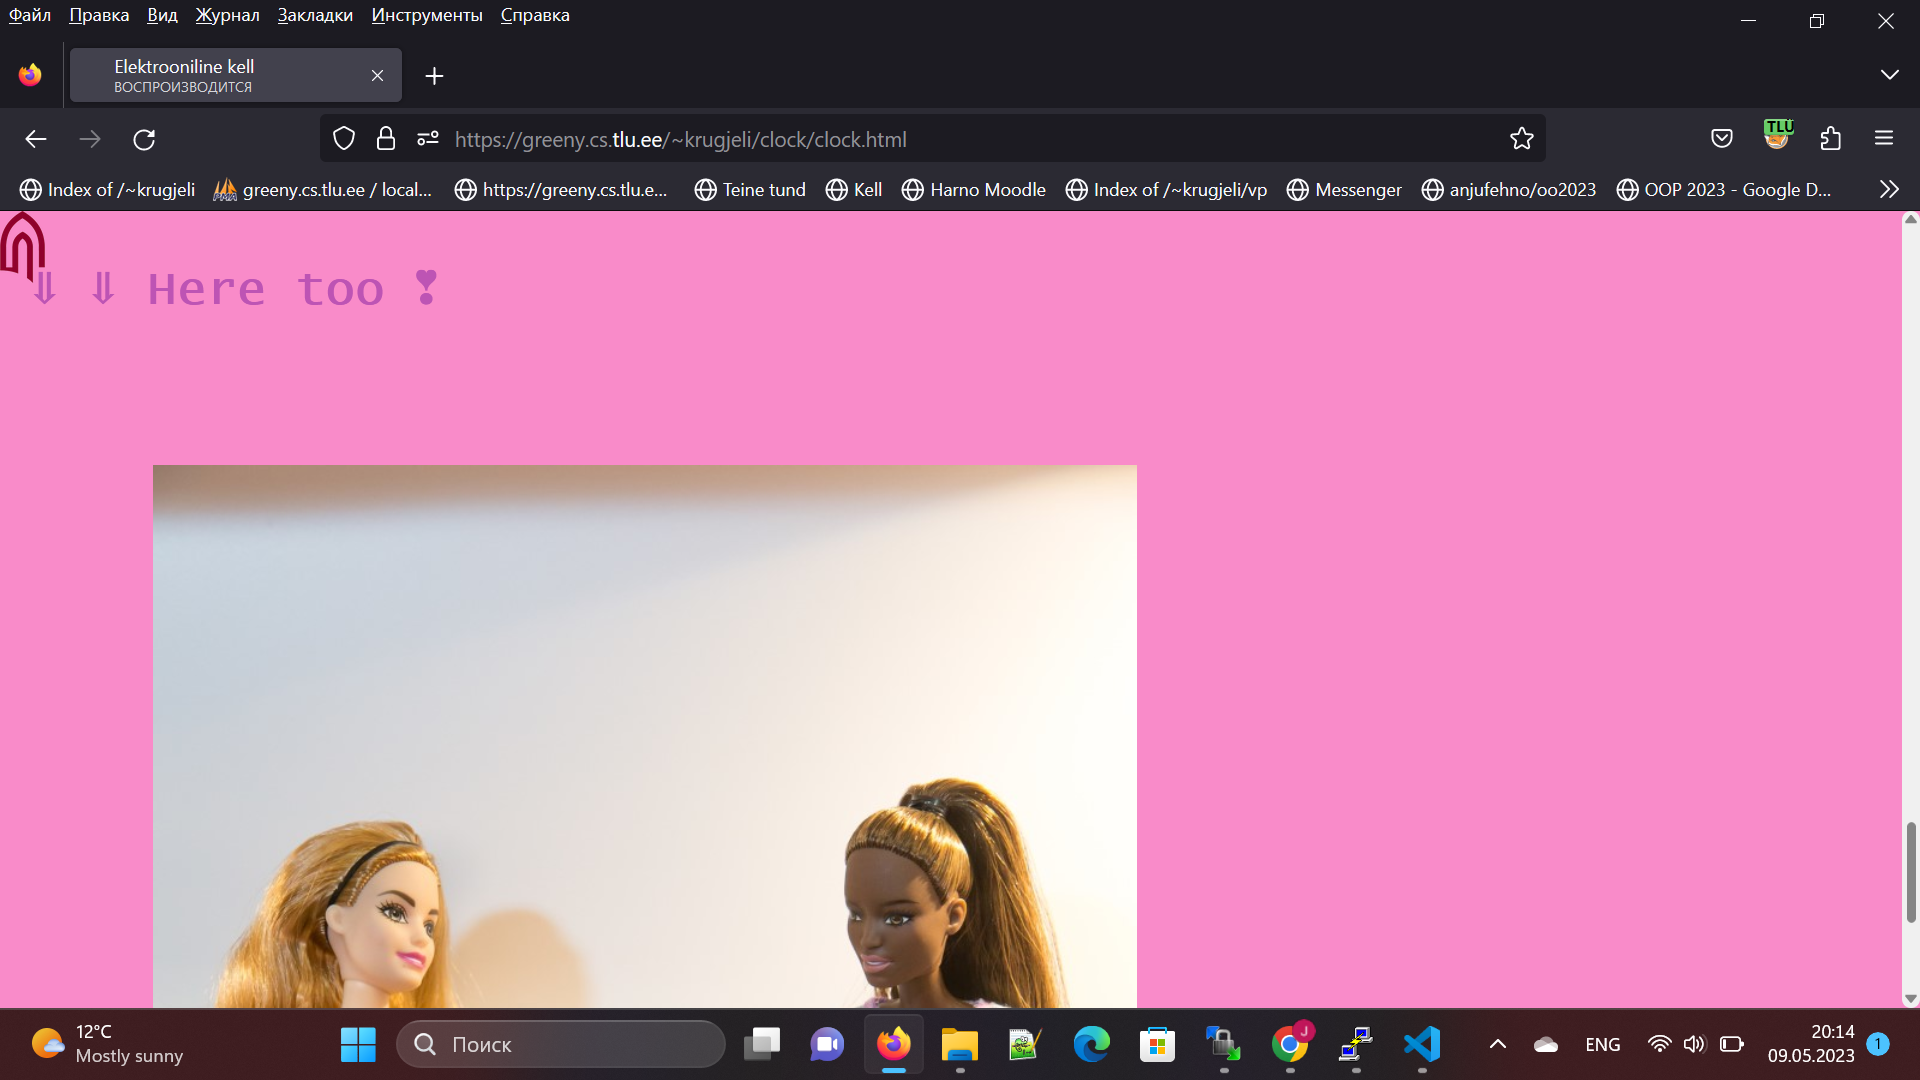 Файл Правка Вид Журнал Закладки Инструменты Справка
Elektrooniline kell
ВОСПРОИЗВОДИТСЯ
https://greeny.cs.tlu.ee/~krugjeli/clock/clock.html
TLU
Index of /~krugjeli greeny.cs.tlu.ee / local... https://greeny.cs.tlu.e... Teine tund Kell Harno Moodle Index of /~krugjeli/vp Messenger anjufehno/oo2023 OOP 2023 - Google D...
⇓ ⇓ Here too ❣
12°C
Mostly sunny
Поиск
J
ENG
20:14
09.05.2023
1